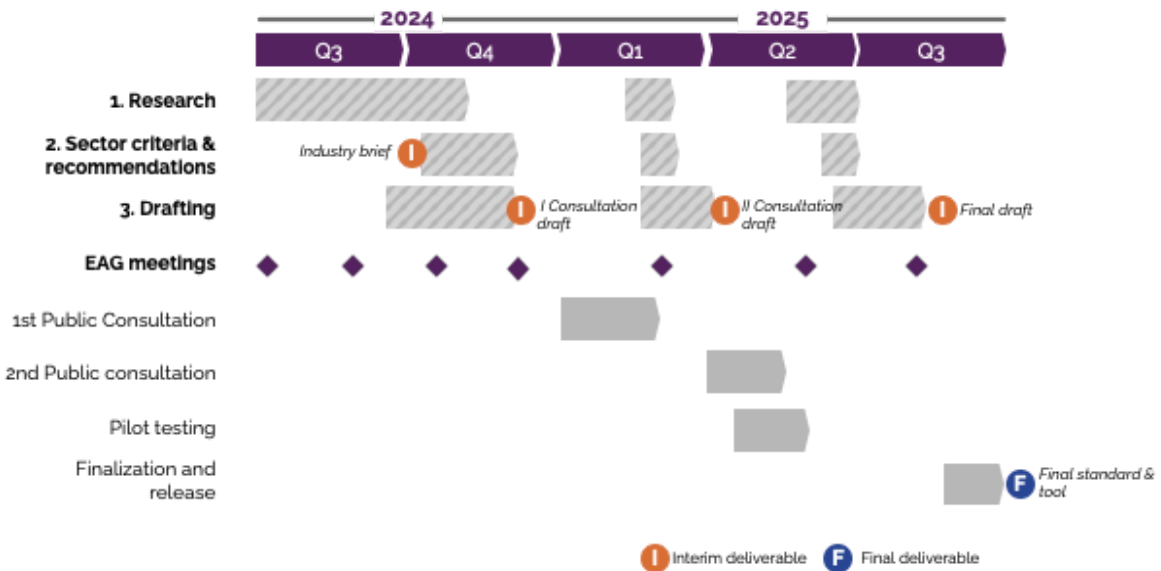 2024
2025
Q3
Q4
Q1
Q2
Q3
1. Research
2. Sector criteria &
recommendations
Industry brief
I
3. Drafting
I
I Consultation
draft
I
II Consultation
draft
I
Final draft
EAG meetings
1st Public Consultation
2nd Public consultation
Pilot testing
Finalization and
release
F
Final standard &
tool
I
Interim deliverable
F
Final deliverable